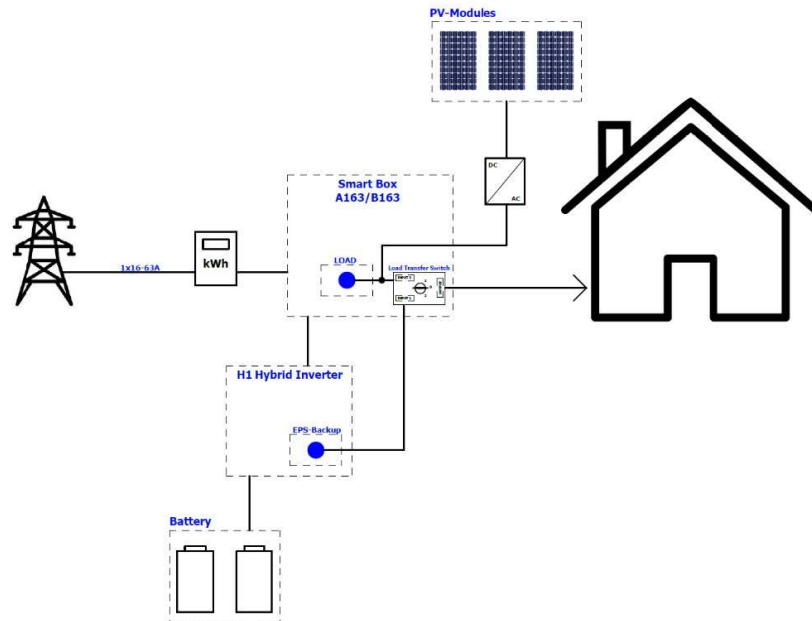 PV-Modules
DC
AC
Smart Box
A163/B163
kWh
1x16-63A
LOAD
Load Transfer Switch
H1 Hybrid Inverter
EPS-Backup
Battery